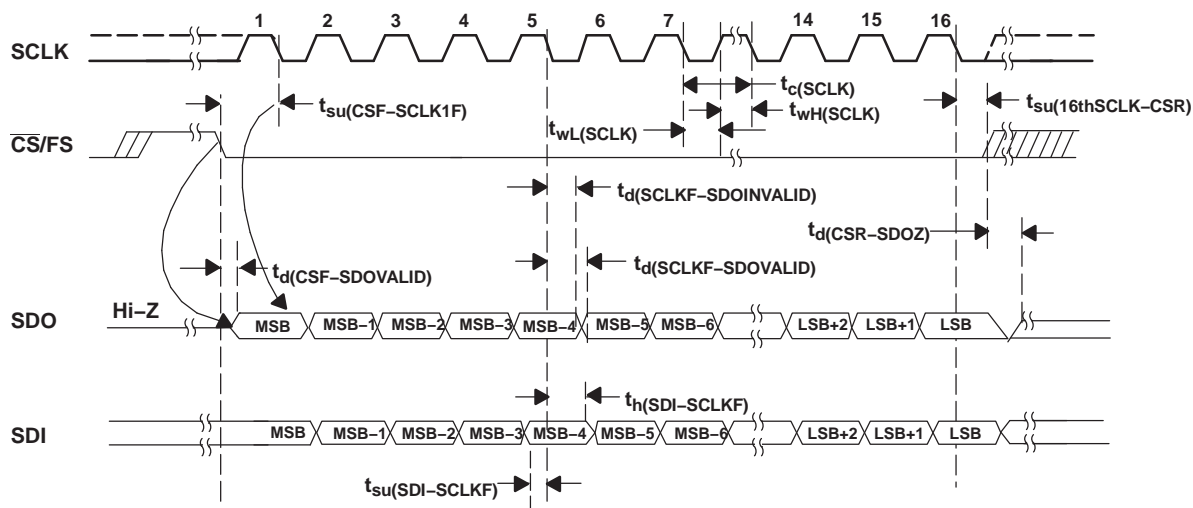 1 2 3 4 5 6 7 14 15 16
SCLK
tc(SCLK)
tsu(CSF−SCLK1F)
twH(SCLK)
tsu(16thSCLK−CSR)
twL(SCLK)
CS/FS
td(SCLKF−SDOINVALID)
td(CSR−SDOZ)
td(CSF−SDOVALID)
td(SCLKF−SDOVALID)
Hi−Z
SDO
MSB MSB−1 MSB−2 MSB−3 MSB−4 MSB−5 MSB−6 LSB+2 LSB+1 LSB
th(SDI−SCLKF)
SDI
MSB MSB−1 MSB−2 MSB−3 MSB−4 MSB−5 MSB−6 LSB+2 LSB+1 LSB
tsu(SDI−SCLKF)